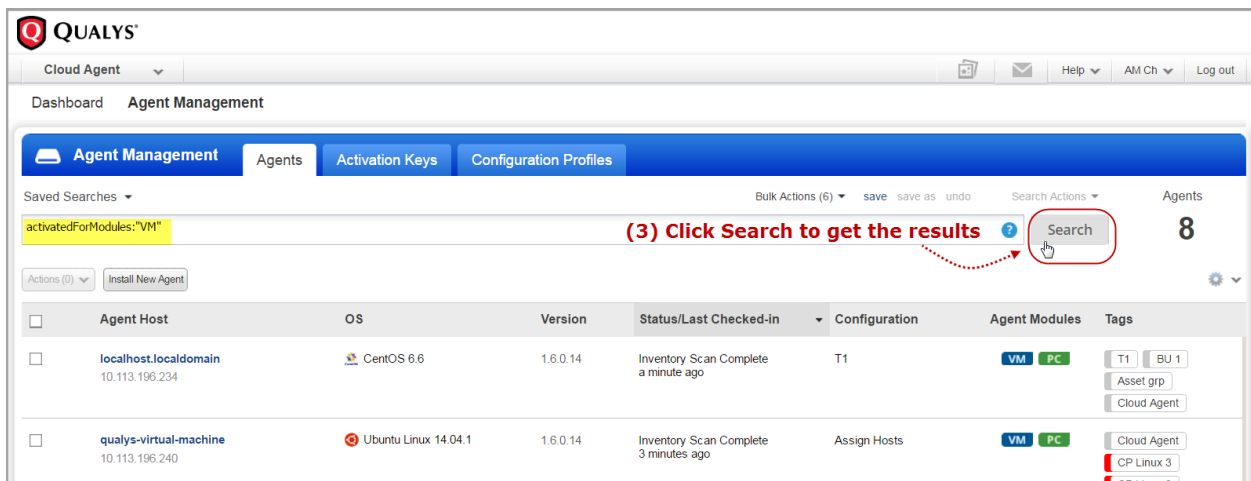 QUALYS®
Cloud Agent
Help
AM Ch
Log out
Dashboard
Agent Management
Agent Management
Agents
Activation Keys
Configuration Profiles
Saved Searches
Bulk Actions (6)
save
save as
undo
Search Actions
Agents
activatedForModules:"VM"
(3) Click Search to get the results
?
Search
8
Actions (0)
Install New Agent
Agent Host
OS
Version
Status/Last Checked-in
Configuration
Agent Modules
Tags
localhost.localdomain
CentOS 6.6
1.6.0.14
Inventory Scan Complete
T1
VM
PC
T1
BU 1
10.113.196.234
a minute ago
Asset grp
Cloud Agent
qualys-virtual-machine
Ubuntu Linux 14.04.1
1.6.0.14
Inventory Scan Complete
Assign Hosts
VM
PC
Cloud Agent
10.113.196.240
3 minutes ago
CP Linux 3